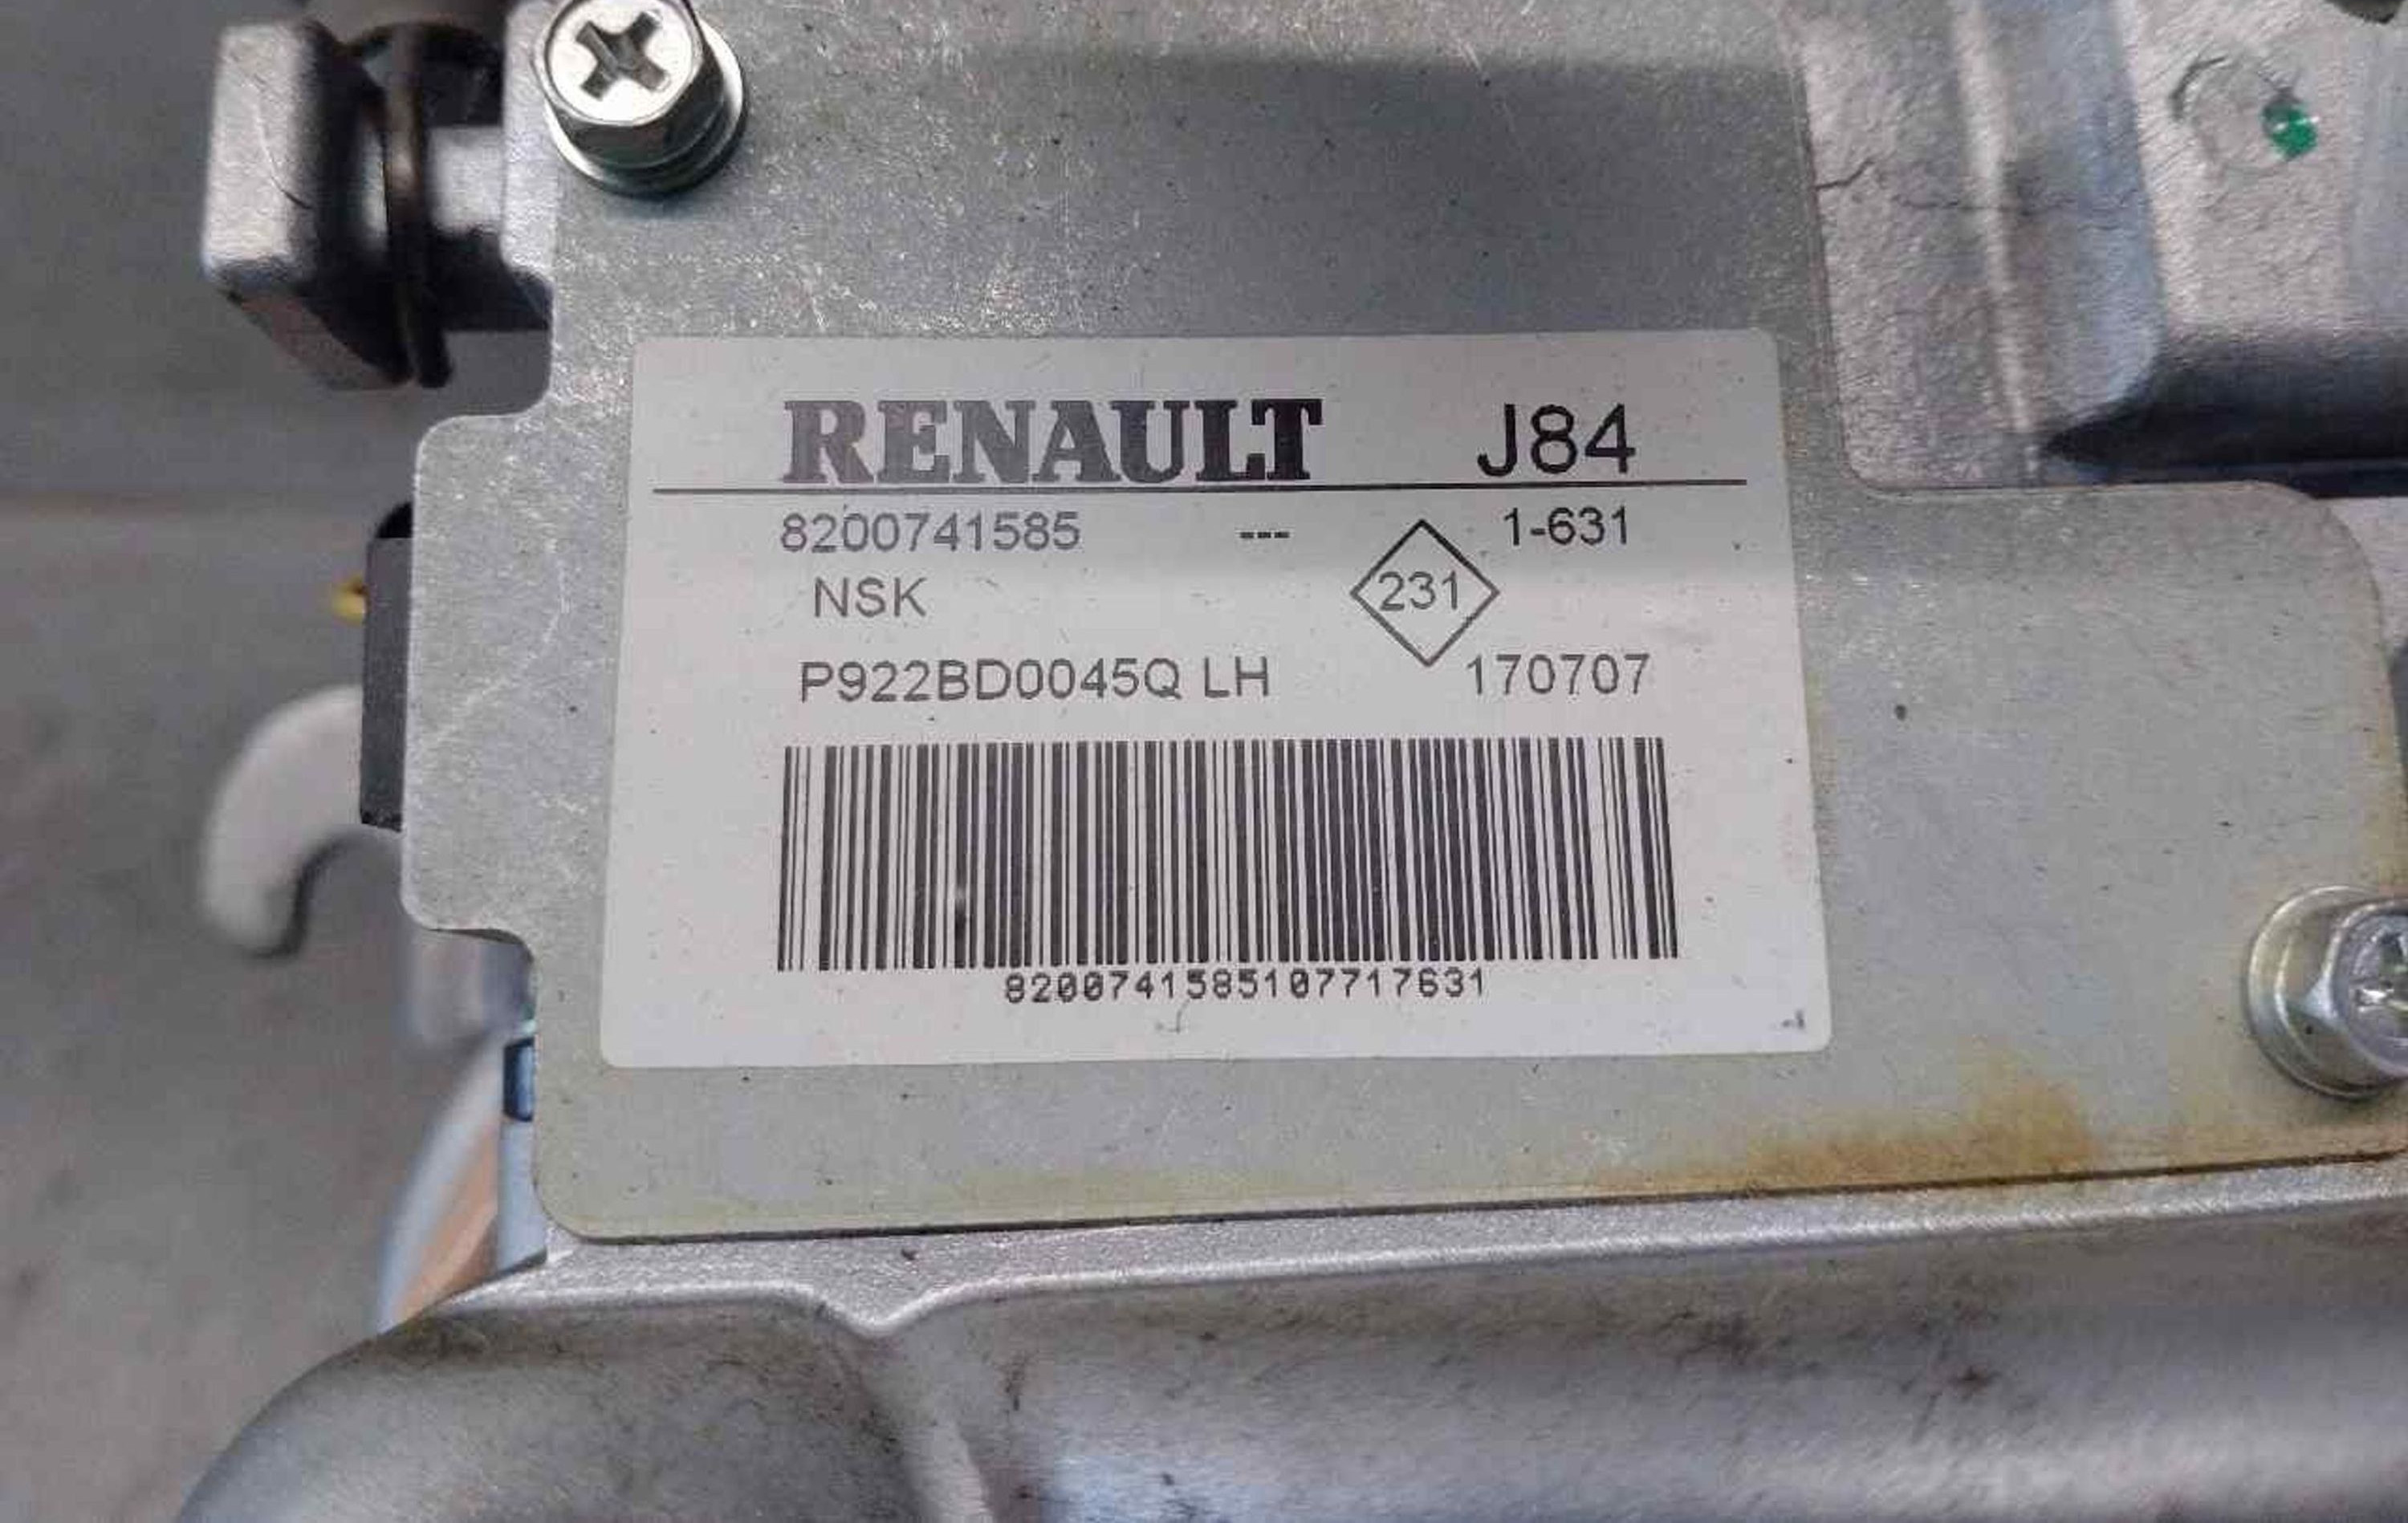 RENAULT J84
8200741585 --- 1-631
NSK 231
P922BD0045Q LH 170707
8200741585107717631